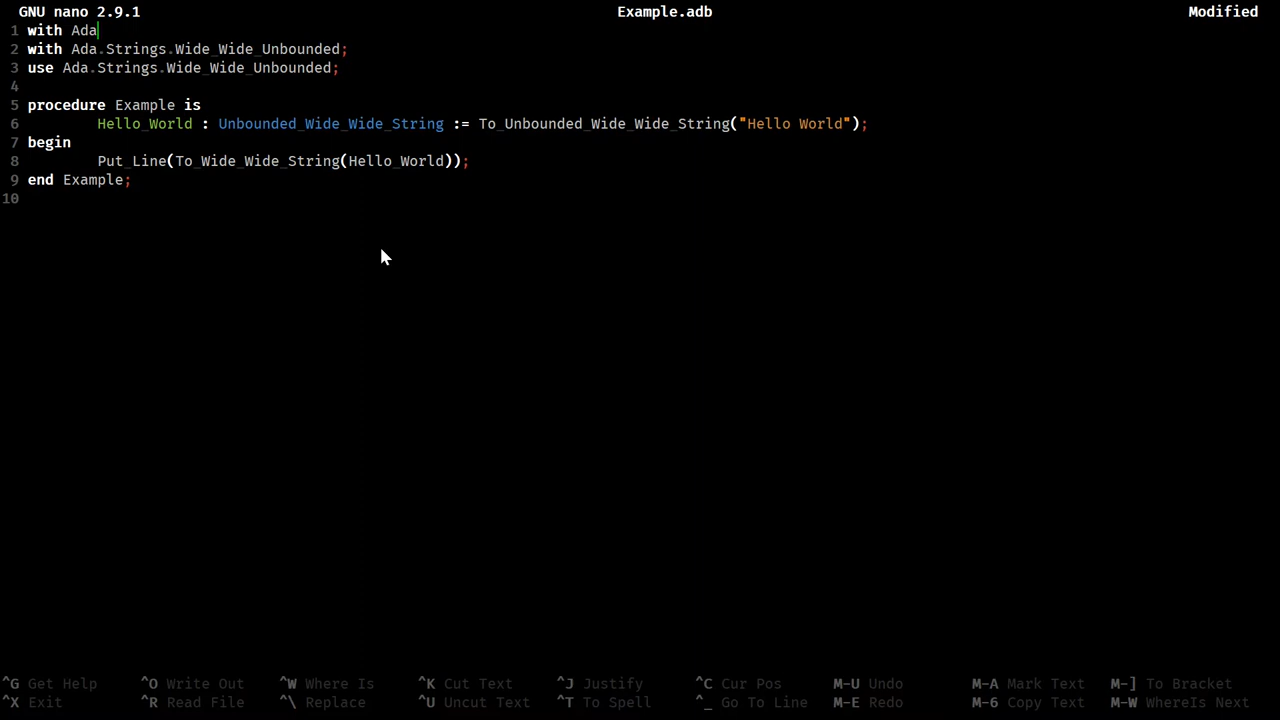 GNU nano 2.9.1 Example.adb Modified
1 with Ada
2 with Ada.Strings.Wide_Wide_Unbounded;
3 use Ada.Strings.Wide_Wide_Unbounded;
4
5 procedure Example is
6 Hello_World : Unbounded_Wide_Wide_String := To_Unbounded_Wide_Wide_String("Hello World");
7 begin
8 Put_Line(To_Wide_Wide_String(Hello_World));
9 end Example;
10
^G Get Help ^O Write Out ^W Where Is ^K Cut Text ^J Justify ^C Cur Pos M-U Undo M-A Mark Text M-] To Bracket
^X Exit ^R Read File ^\ Replace ^U Uncut Text ^T To Spell ^_ Go To Line M-E Redo M-6 Copy Text M-W WhereIs Next